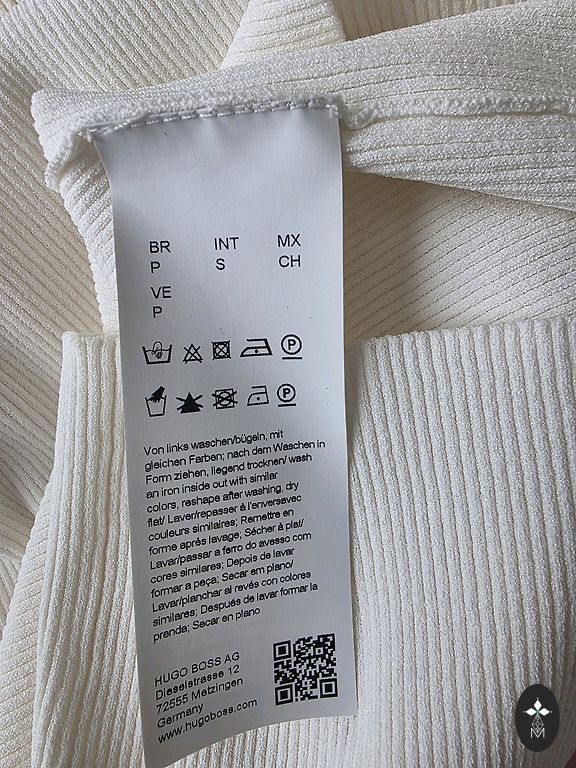 BR INT MX
P S CH
VE
P
P
P
Von links waschen/bügeln, mit
gleichen Farben; nach dem Waschen in
Form ziehen, liegend trocknen/ wash
an iron inside out with similar
colors, reshape after washing, dry
flat/ Laver/repasser à l'enversavec
couleurs similaires; Remettre en
forme après lavage; Sécher à plat/
Lavar/passar a ferro do avesso com
cores similares; Depois de lavar
formar a peça; Secar em plano/
Lavar/planchar al revés con colores
similares; Después de lavar formar la
prenda; Secar en plano
HUGO BOSS AG
Dieselstrasse 12
72555 Metzingen
Germany
www.hugoboss.com
M